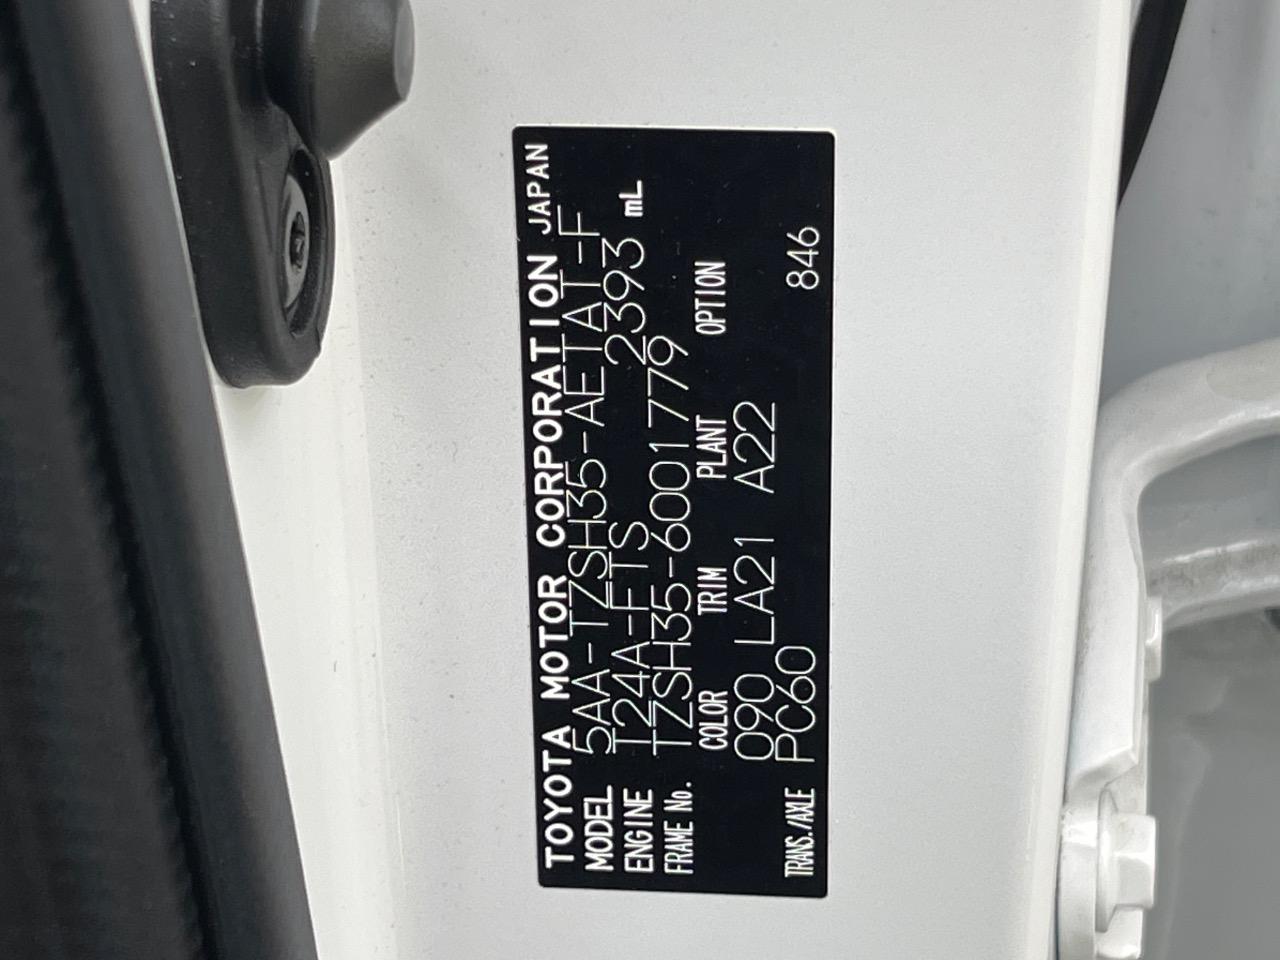 TOYOTA MOTOR CORPORATION JAPAN
MODEL 5AA-TZSH35-AETAT-F
ENGINE T24A-FTS 2393 mL
FRAME No. TZSH35-6001779
COLOR TRIM PLANT OPTION
090 LA21 A22
TRANS./AXLE PC60 846